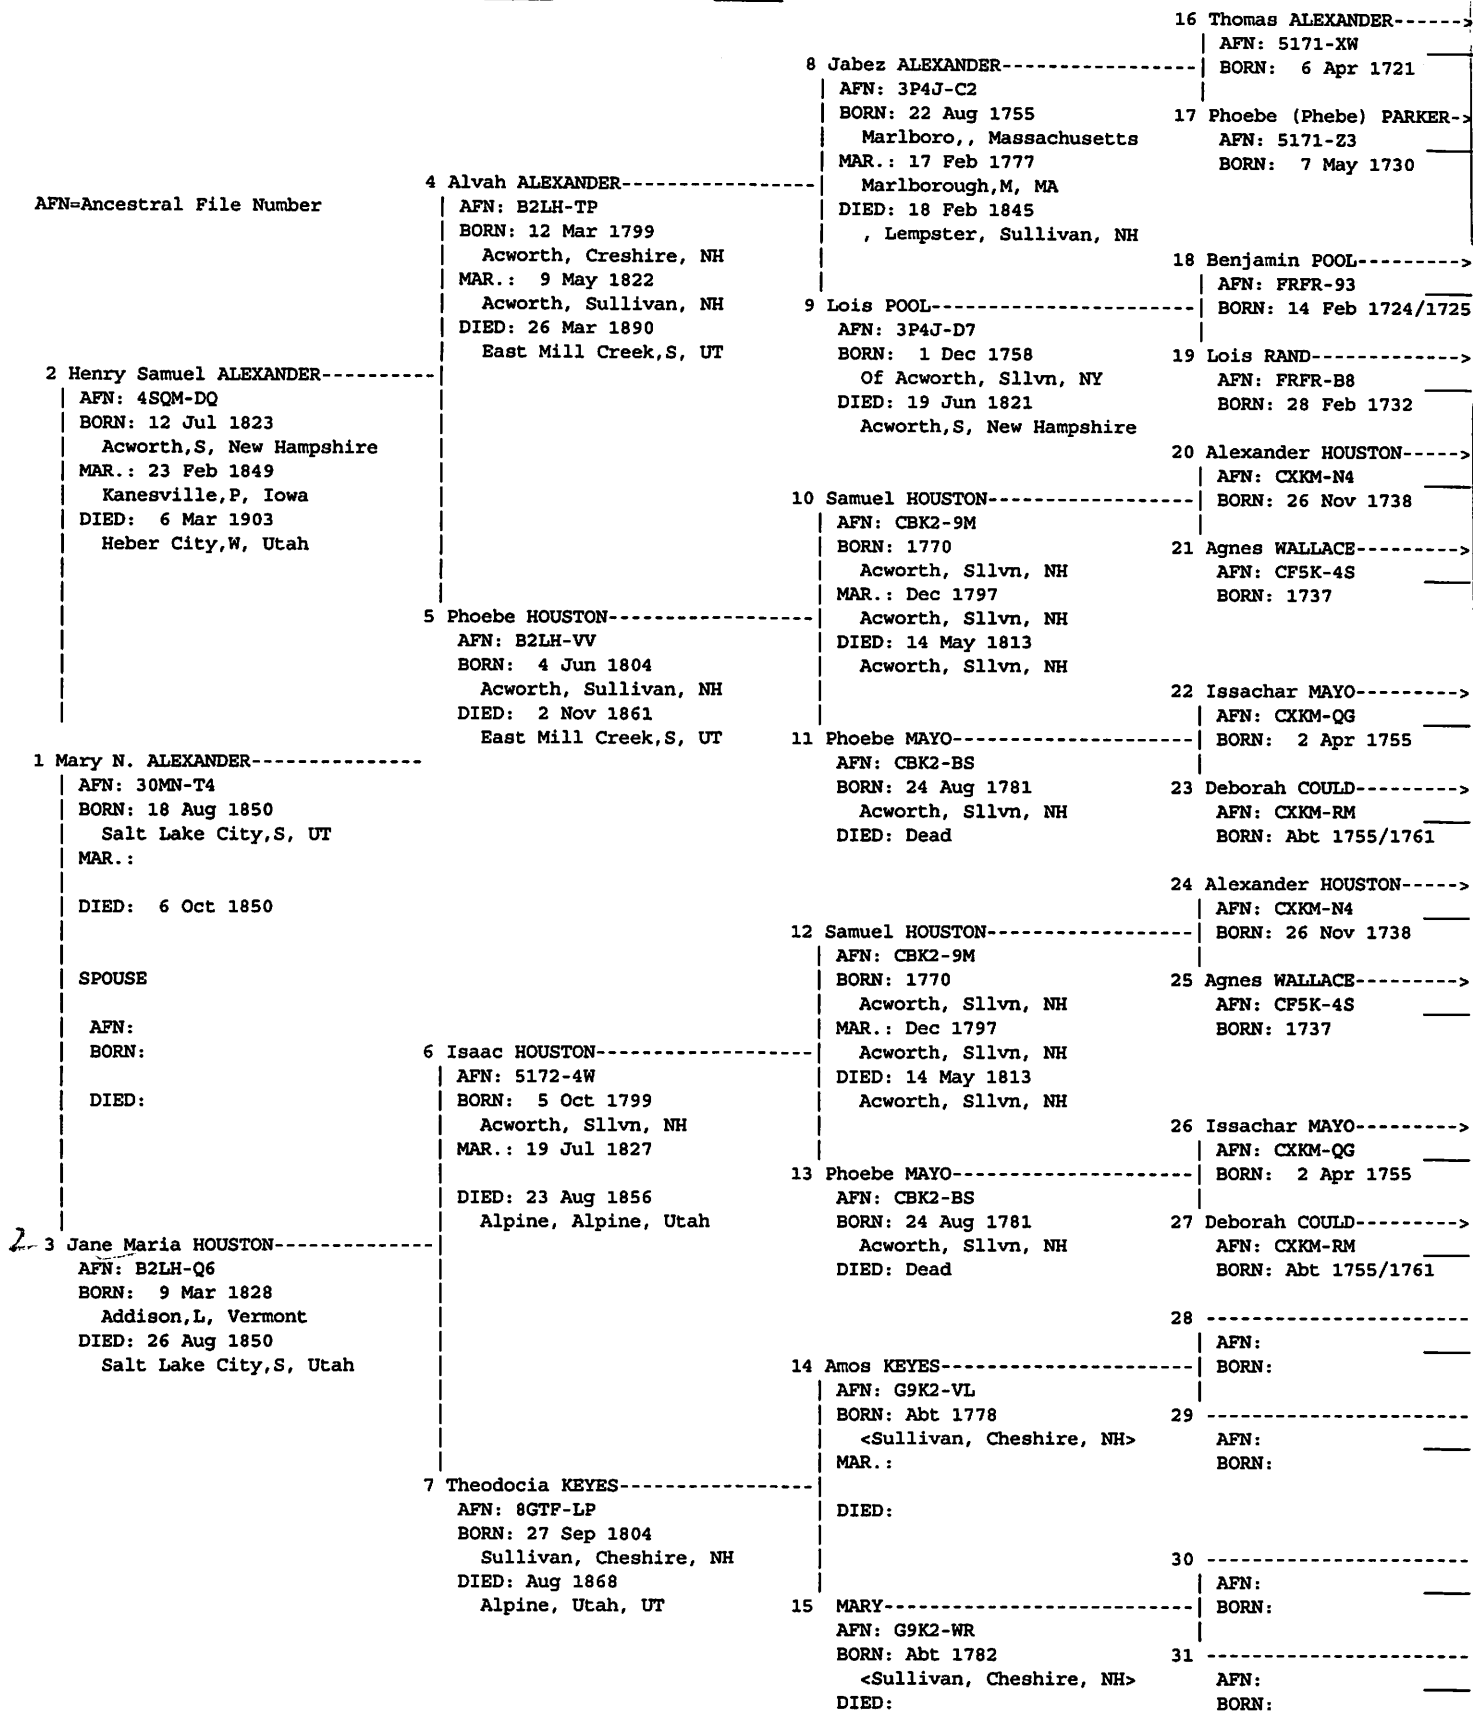 AFN=Ancestral File Number
1 Mary N. ALEXANDER---------------
AFN: 30MN-T4
BORN: 18 Aug 1850
Salt Lake City,S, UT
MAR.:
DIED:  6 Oct 1850
SPOUSE
AFN:
BORN:
DIED:
2 Henry Samuel ALEXANDER----------
AFN: 4SQM-DQ
BORN: 12 Jul 1823
Acworth,S, New Hampshire
MAR.: 23 Feb 1849
Kanesville,P, Iowa
DIED:  6 Mar 1903
Heber City,W, Utah
2 3 Jane Maria HOUSTON--------------
AFN: B2LH-Q6
BORN:  9 Mar 1828
Addison,L, Vermont
DIED: 26 Aug 1850
Salt Lake City,S, Utah
4 Alvah ALEXANDER----------------
AFN: B2LH-TP
BORN: 12 Mar 1799
Acworth, Creshire, NH
MAR.:  9 May 1822
Acworth, Sullivan, NH
DIED: 26 Mar 1890
East Mill Creek,S, UT
5 Phoebe HOUSTON-----------------
AFN: B2LH-VV
BORN:  4 Jun 1804
Acworth, Sullivan, NH
DIED:  2 Nov 1861
East Mill Creek,S, UT
6 Isaac HOUSTON------------------
AFN: 5172-4W
BORN:  5 Oct 1799
Acworth, Sllvn, NH
MAR.: 19 Jul 1827
DIED: 23 Aug 1856
Alpine, Alpine, Utah
7 Theodocia KEYES----------------
AFN: 8GTF-LP
BORN: 27 Sep 1804
Sullivan, Cheshire, NH
DIED: Aug 1868
Alpine, Utah, UT
8 Jabez ALEXANDER----------------
AFN: 3P4J-C2
BORN: 22 Aug 1755
Marlboro,, Massachusetts
MAR.: 17 Feb 1777
Marlborough,M, MA
DIED: 18 Feb 1845
, Lempster, Sullivan, NH
9 Lois POOL----------------------
AFN: 3P4J-D7
BORN:  1 Dec 1758
Of Acworth, Sllvn, NY
DIED: 19 Jun 1821
Acworth,S, New Hampshire
10 Samuel HOUSTON-----------------
AFN: CBK2-9M
BORN: 1770
Acworth, Sllvn, NH
MAR.: Dec 1797
Acworth, Sllvn, NH
DIED: 14 May 1813
Acworth, Sllvn, NH
11 Phoebe MAYO--------------------
AFN: CBK2-BS
BORN: 24 Aug 1781
Acworth, Sllvn, NH
DIED: Dead
12 Samuel HOUSTON-----------------
AFN: CBK2-9M
BORN: 1770
Acworth, Sllvn, NH
MAR.: Dec 1797
Acworth, Sllvn, NH
DIED: 14 May 1813
Acworth, Sllvn, NH
13 Phoebe MAYO--------------------
AFN: CBK2-BS
BORN: 24 Aug 1781
Acworth, Sllvn, NH
DIED: Dead
14 Amos KEYES---------------------
AFN: G9K2-VL
BORN: Abt 1778
<Sullivan, Cheshire, NH>
MAR.:
DIED:
15  MARY--------------------------
AFN: G9K2-WR
BORN: Abt 1782
<Sullivan, Cheshire, NH>
DIED:
16 Thomas ALEXANDER------>
AFN: 5171-XW
BORN:  6 Apr 1721
17 Phoebe (Phebe) PARKER->
AFN: 5171-Z3
BORN:  7 May 1730
18 Benjamin POOL--------->
AFN: FRFR-93
BORN: 14 Feb 1724/1725
19 Lois RAND------------->
AFN: FRFR-B8
BORN: 28 Feb 1732
20 Alexander HOUSTON----->
AFN: CXKM-N4
BORN: 26 Nov 1738
21 Agnes WALLACE--------->
AFN: CF5K-4S
BORN: 1737
22 Issachar MAYO--------->
AFN: CXKM-QG
BORN:  2 Apr 1755
23 Deborah COULD--------->
AFN: CXKM-RM
BORN: Abt 1755/1761
24 Alexander HOUSTON----->
AFN: CXKM-N4
BORN: 26 Nov 1738
25 Agnes WALLACE--------->
AFN: CF5K-4S
BORN: 1737
26 Issachar MAYO--------->
AFN: CXKM-QG
BORN:  2 Apr 1755
27 Deborah COULD--------->
AFN: CXKM-RM
BORN: Abt 1755/1761
28 ----------------------
AFN:
BORN:
29 ----------------------
AFN:
BORN:
30 ----------------------
AFN:
BORN:
31 ----------------------
AFN:
BORN: